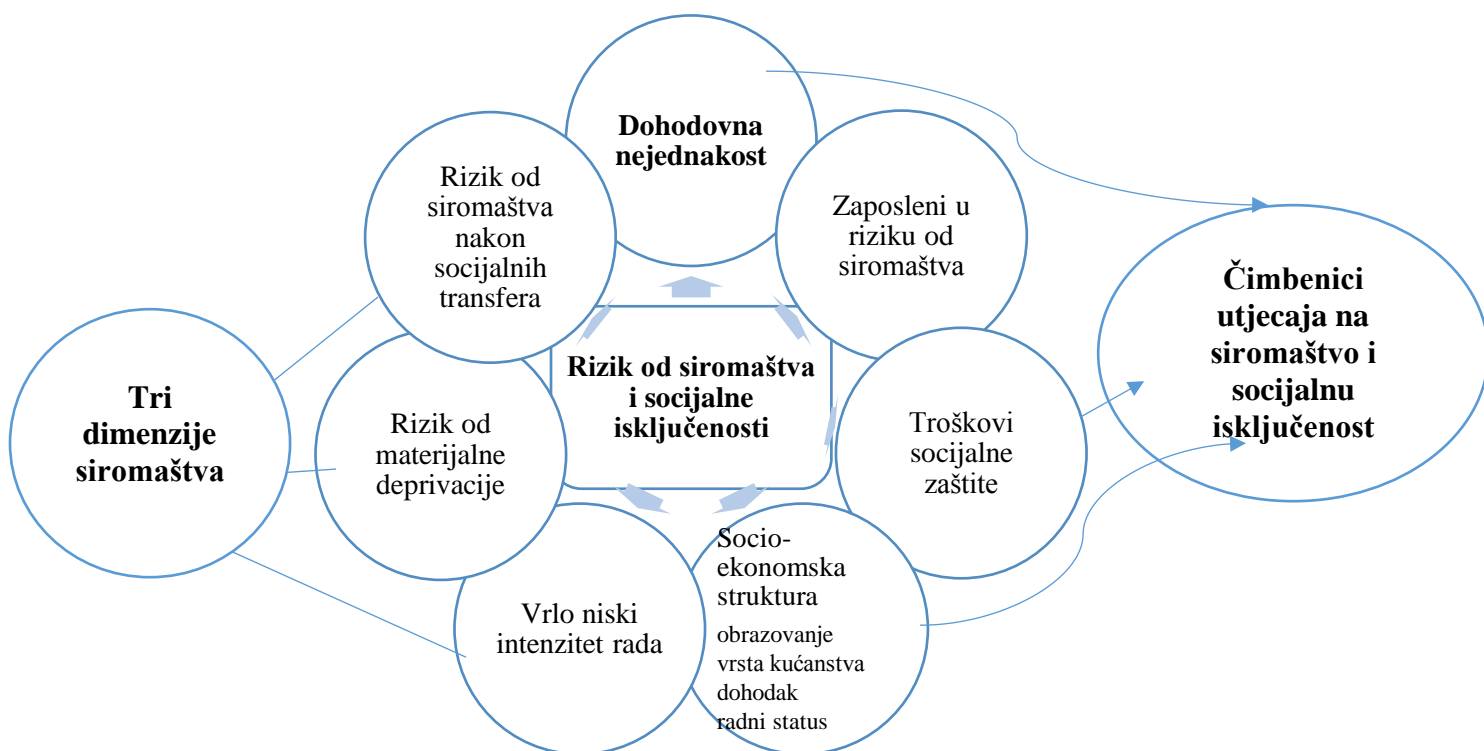 Dohodovna
nejednakost
Rizik od
siromaštva
nakon
socijalnih
transfera
Zaposleni u
riziku od
siromaštva
Čimbenici
utjecaja na
siromaštvo i
socijalnu
isključenost
Rizik od siromaštva
i socijalne
isključenosti
Tri
dimenzije
siromaštva
Rizik od
materijalne
deprivacije
Troškovi
socijalne
zaštite
Vrlo niski
intenzitet rada
Socio-
ekonomska
struktura
obrazovanje
vrsta kućanstva
dohodak
radni status